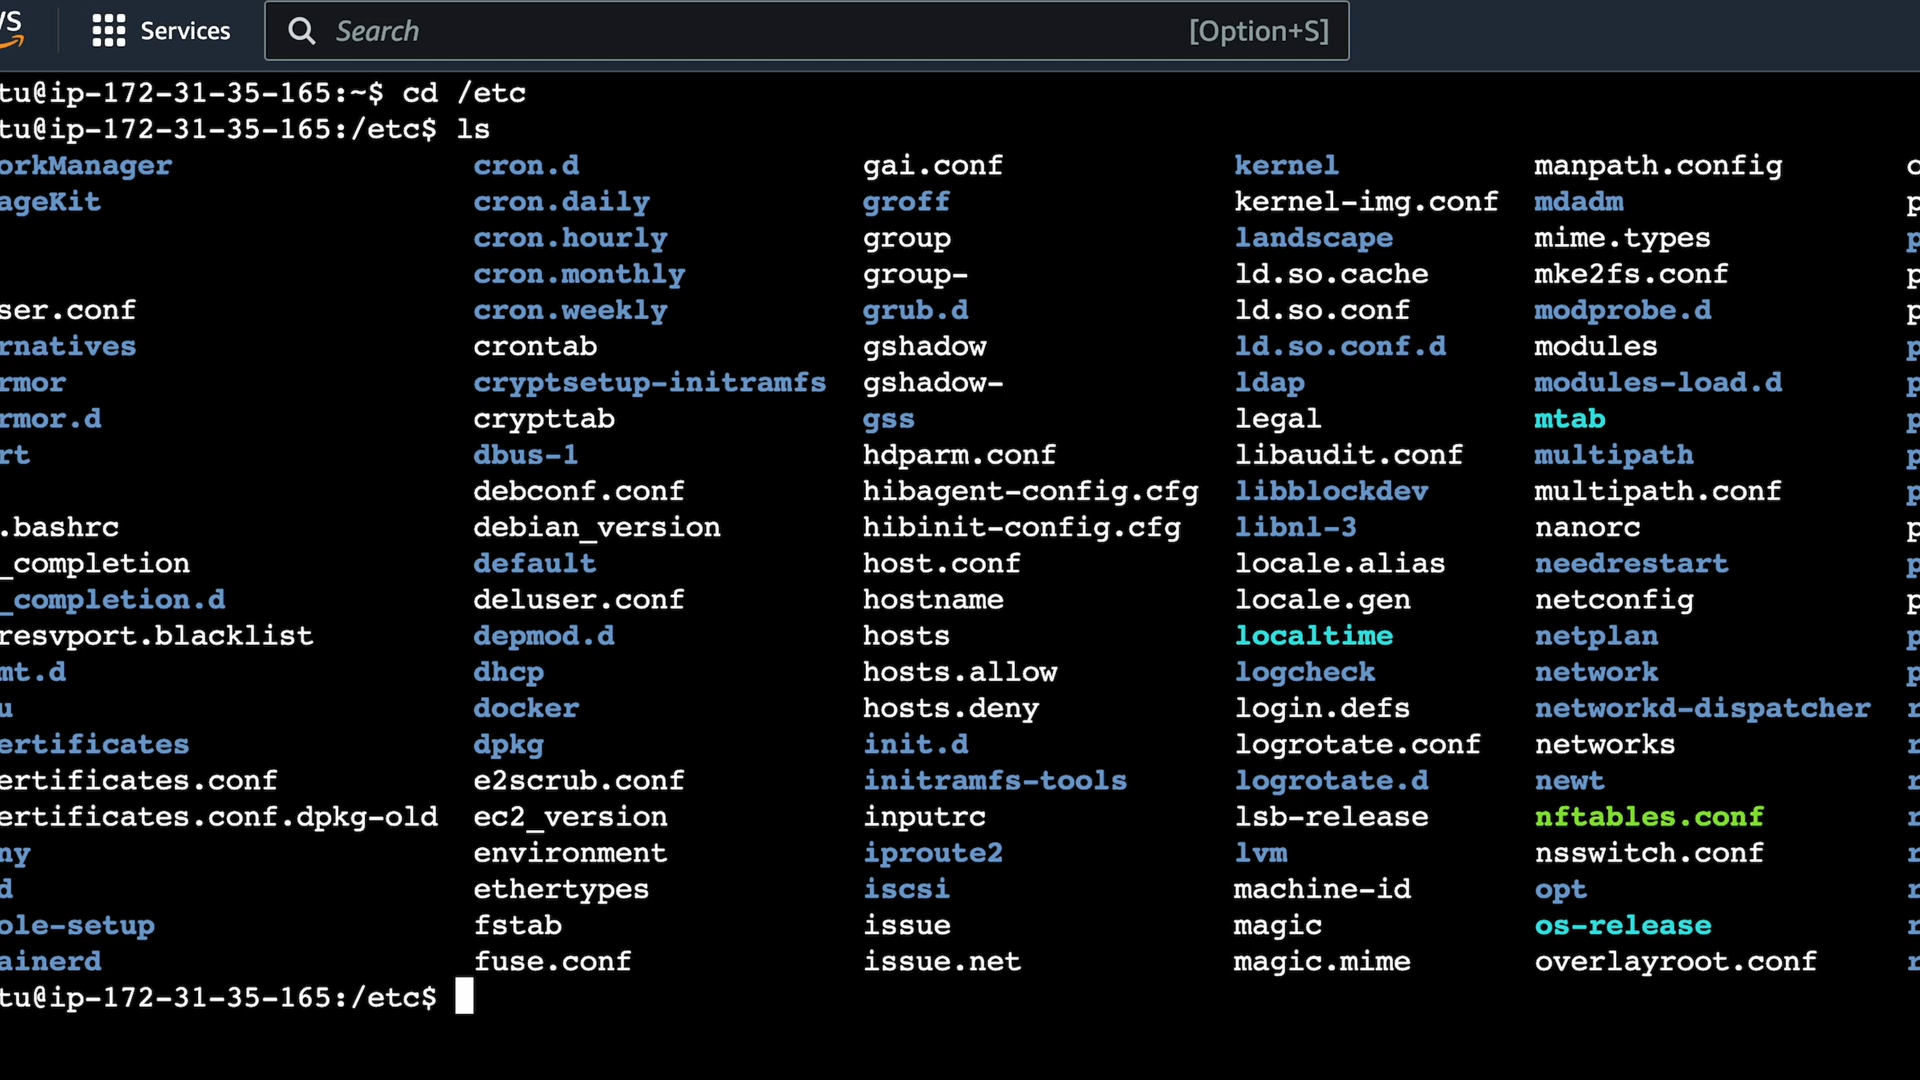 Services Search [Option+S]
tu@ip-172-31-35-165:~$ cd /etc
tu@ip-172-31-35-165:/etc$ ls
orkManager cron.d gai.conf kernel manpath.config
ageKit cron.daily groff kernel-img.conf mdadm
cron.hourly group landscape mime.types
cron.monthly group- ld.so.cache mke2fs.conf
ser.conf cron.weekly grub.d ld.so.conf modprobe.d
rnatives crontab gshadow ld.so.conf.d modules
rmor cryptsetup-initramfs gshadow- ldap modules-load.d
rmor.d crypttab gss legal mtab
rt dbus-1 hdparm.conf libaudit.conf multipath
debconf.conf hibagent-config.cfg libblockdev multipath.conf
.bashrc debian_version hibinit-config.cfg libnl-3 nanorc
_completion default host.conf locale.alias needrestart
_completion.d deluser.conf hostname locale.gen netconfig
resvport.blacklist depmod.d hosts localtime netplan
mt.d dhcp hosts.allow logcheck network
u docker hosts.deny login.defs networkd-dispatcher
ertificates dpkg init.d logrotate.conf networks
ertificates.conf e2scrub.conf initramfs-tools logrotate.d newt
ertificates.conf.dpkg-old ec2_version inputrc lsb-release nftables.conf
ny environment iproute2 lvm nsswitch.conf
d ethertypes iscsi machine-id opt
ole-setup fstab issue magic os-release
ainerd fuse.conf issue.net magic.mime overlayroot.conf
tu@ip-172-31-35-165:/etc$